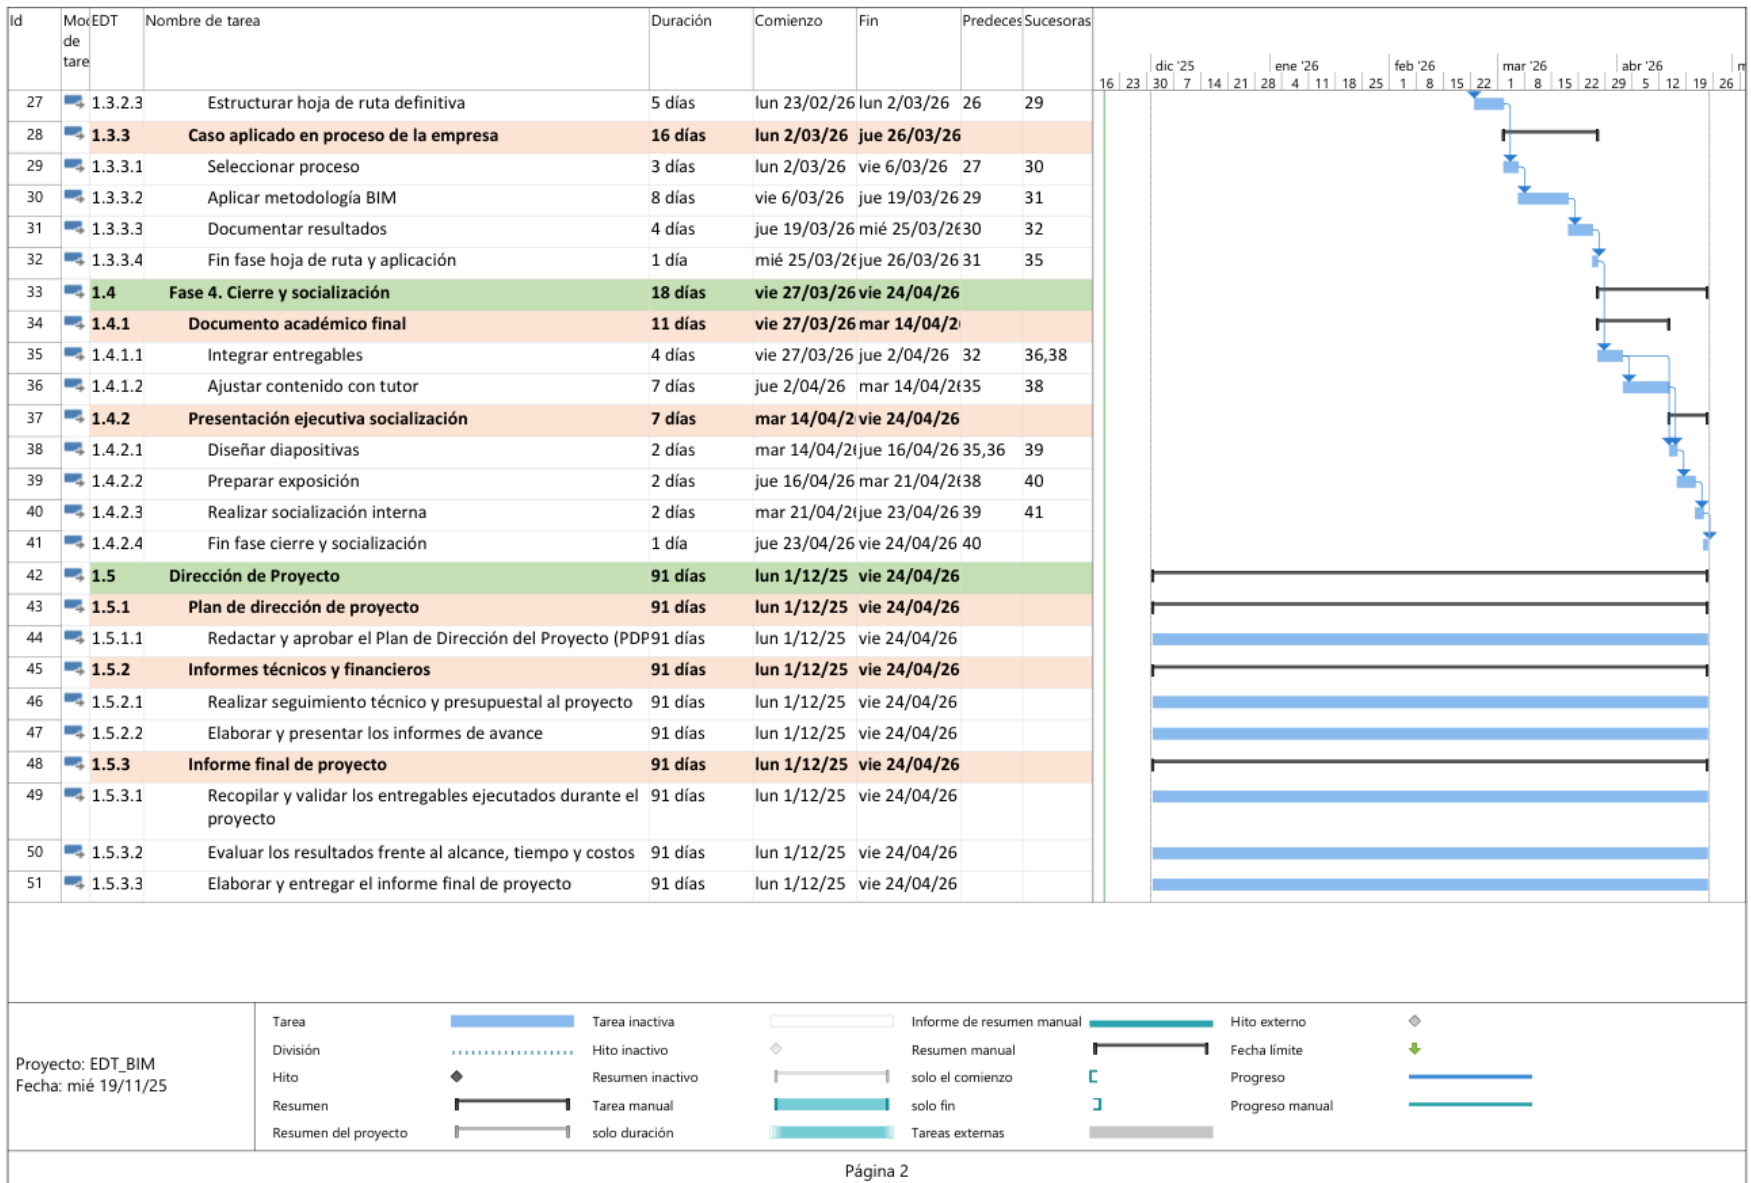 Id Moc EDT Nombre de tarea Duración Comienzo Fin Predeces Sucesoras
de
tare
dic '25 ene '26 feb '26 mar '26 abr '26 m
16 23 30 7 14 21 28 4 11 18 25 1 8 15 22 1 8 15 22 29 5 12 19 26
27 1.3.2.3 Estructurar hoja de ruta definitiva 5 días lun 23/02/26 lun 2/03/26 26 29
28 1.3.3 Caso aplicado en proceso de la empresa 16 días lun 2/03/26 jue 26/03/26
29 1.3.3.1 Seleccionar proceso 3 días lun 2/03/26 vie 6/03/26 27 30
30 1.3.3.2 Aplicar metodología BIM 8 días vie 6/03/26 jue 19/03/26 29 31
31 1.3.3.3 Documentar resultados 4 días jue 19/03/26 mié 25/03/26 30 32
32 1.3.3.4 Fin fase hoja de ruta y aplicación 1 día mié 25/03/26 jue 26/03/26 31 35
33 1.4 Fase 4. Cierre y socialización 18 días vie 27/03/26 vie 24/04/26
34 1.4.1 Documento académico final 11 días vie 27/03/26 mar 14/04/2
35 1.4.1.1 Integrar entregables 4 días vie 27/03/26 jue 2/04/26 32 36,38
36 1.4.1.2 Ajustar contenido con tutor 7 días jue 2/04/26 mar 14/04/26 35 38
37 1.4.2 Presentación ejecutiva socialización 7 días mar 14/04/2 vie 24/04/26
38 1.4.2.1 Diseñar diapositivas 2 días mar 14/04/26 jue 16/04/26 35,36 39
39 1.4.2.2 Preparar exposición 2 días jue 16/04/26 mar 21/04/26 38 40
40 1.4.2.3 Realizar socialización interna 2 días mar 21/04/26 jue 23/04/26 39 41
41 1.4.2.4 Fin fase cierre y socialización 1 día jue 23/04/26 vie 24/04/26 40
42 1.5 Dirección de Proyecto 91 días lun 1/12/25 vie 24/04/26
43 1.5.1 Plan de dirección de proyecto 91 días lun 1/12/25 vie 24/04/26
44 1.5.1.1 Redactar y aprobar el Plan de Dirección del Proyecto (PDP 91 días lun 1/12/25 vie 24/04/26
45 1.5.2 Informes técnicos y financieros 91 días lun 1/12/25 vie 24/04/26
46 1.5.2.1 Realizar seguimiento técnico y presupuestal al proyecto 91 días lun 1/12/25 vie 24/04/26
47 1.5.2.2 Elaborar y presentar los informes de avance 91 días lun 1/12/25 vie 24/04/26
48 1.5.3 Informe final de proyecto 91 días lun 1/12/25 vie 24/04/26
49 1.5.3.1 Recopilar y validar los entregables ejecutados durante el 91 días lun 1/12/25 vie 24/04/26
proyecto
50 1.5.3.2 Evaluar los resultados frente al alcance, tiempo y costos 91 días lun 1/12/25 vie 24/04/26
51 1.5.3.3 Elaborar y entregar el informe final de proyecto 91 días lun 1/12/25 vie 24/04/26
Proyecto: EDT_BIM
Fecha: mié 19/11/25
Tarea Tarea inactiva Informe de resumen manual Hito externo
División Hito inactivo Resumen manual Fecha límite
Hito Resumen inactivo solo el comienzo Progreso
Resumen Tarea manual solo fin Progreso manual
Resumen del proyecto solo duración Tareas externas
Página 2